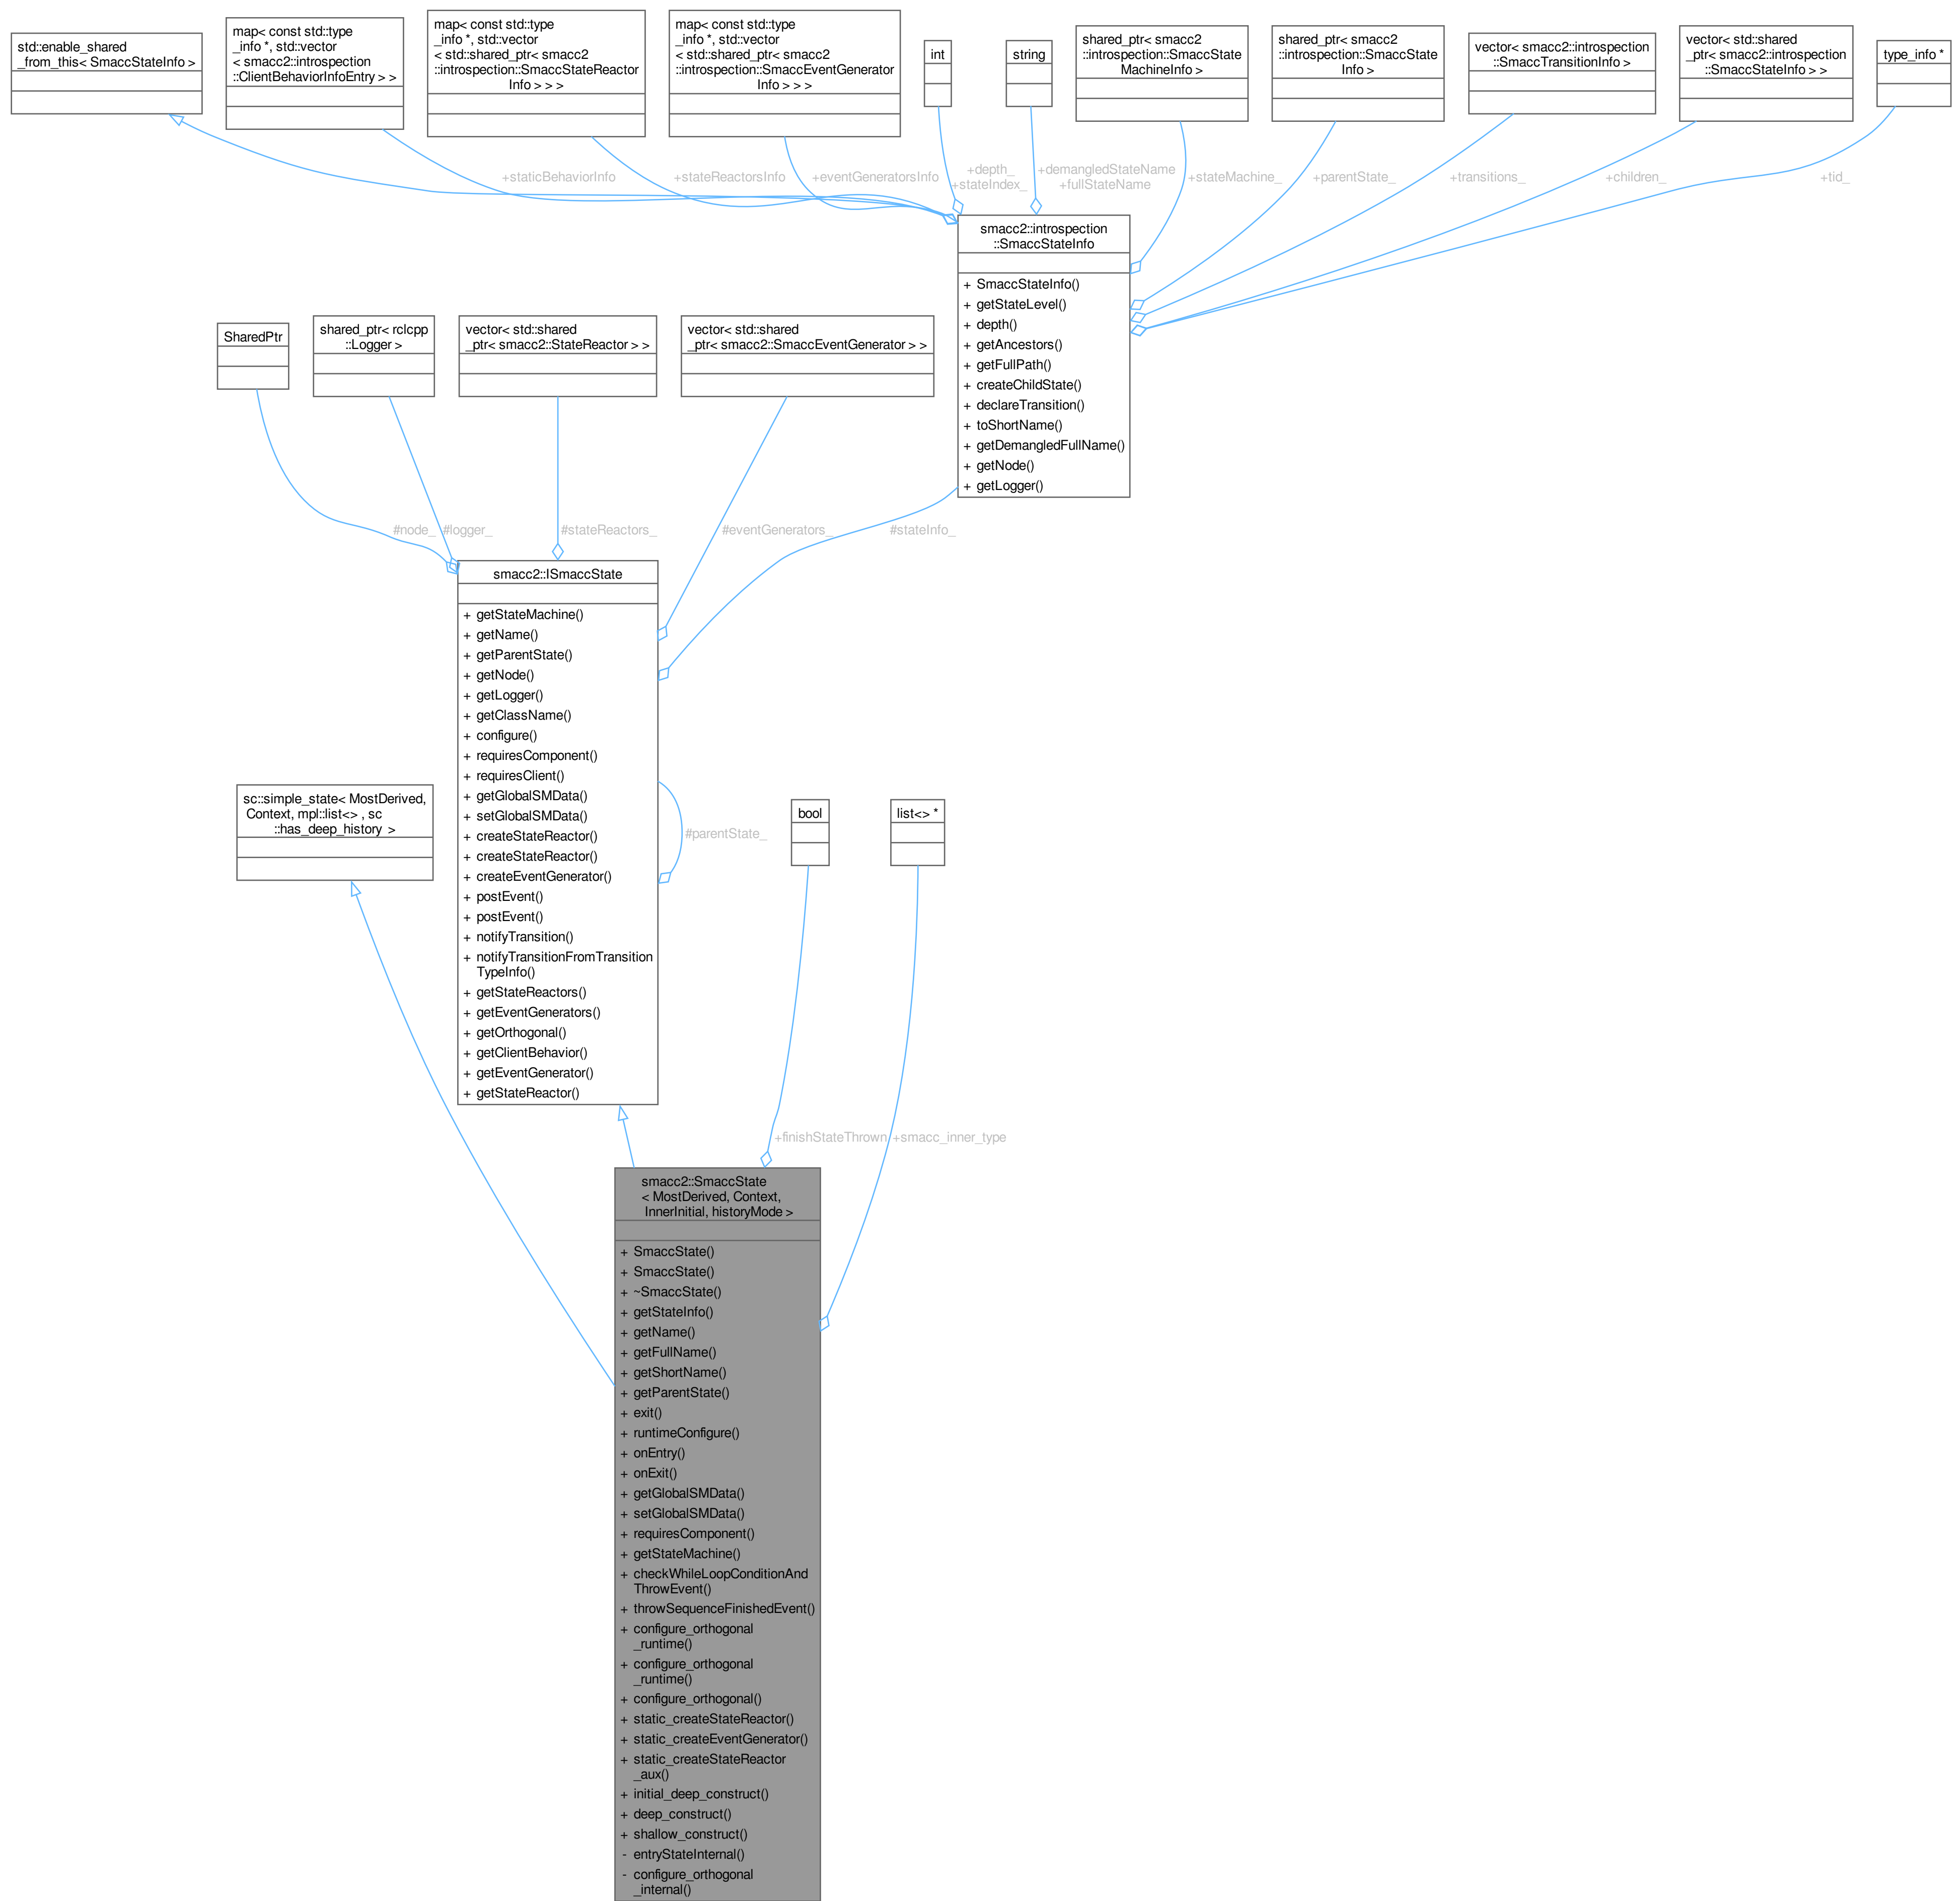 std::enable_shared
_from_this< SmaccStateInfo >
map< const std::type
_info *, std::vector
< smacc2::introspection
::ClientBehaviorInfoEntry > >
map< const std::type
_info *, std::vector
< std::shared_ptr< smacc2
::introspection::SmaccStateReactor
Info > > >
map< const std::type
_info *, std::vector
< std::shared_ptr< smacc2
::introspection::SmaccEventGenerator
Info > > >
int
string
shared_ptr< smacc2
::introspection::SmaccState
MachineInfo >
shared_ptr< smacc2
::introspection::SmaccState
Info >
vector< smacc2::introspection
::SmaccTransitionInfo >
vector< std::shared
_ptr< smacc2::introspection
::SmaccStateInfo > >
type_info *
+staticBehaviorInfo
+stateReactorsInfo
+eventGeneratorsInfo
+depth_
+stateIndex_
+demangledStateName
+fullStateName
+stateMachine_
+parentState_
+transitions_
+children_
+tid_
smacc2::introspection
::SmaccStateInfo
+ SmaccStateInfo()
+ getStateLevel()
+ depth()
+ getAncestors()
+ getFullPath()
+ createChildState()
+ declareTransition()
+ toShortName()
+ getDemangledFullName()
+ getNode()
+ getLogger()
SharedPtr
shared_ptr< rclcpp
::Logger >
vector< std::shared
_ptr< smacc2::StateReactor > >
vector< std::shared
_ptr< smacc2::SmaccEventGenerator > >
#node_
#logger_
#stateReactors_
#eventGenerators_
#stateInfo_
smacc2::ISmaccState
+ getStateMachine()
+ getName()
+ getParentState()
+ getNode()
+ getLogger()
+ getClassName()
+ configure()
+ requiresComponent()
+ requiresClient()
+ getGlobalSMData()
+ setGlobalSMData()
+ createStateReactor()
+ createStateReactor()
+ createEventGenerator()
+ postEvent()
+ postEvent()
+ notifyTransition()
+ notifyTransitionFromTransition
TypeInfo()
+ getStateReactors()
+ getEventGenerators()
+ getOrthogonal()
+ getClientBehavior()
+ getEventGenerator()
+ getStateReactor()
#parentState_
sc::simple_state< MostDerived,
Context, mpl::list<> , sc
::has_deep_history >
bool
list<> *
+finishStateThrown
+smacc_inner_type
smacc2::SmaccState
< MostDerived, Context,
InnerInitial, historyMode >
+ SmaccState()
+ SmaccState()
+ ~SmaccState()
+ getStateInfo()
+ getName()
+ getFullName()
+ getShortName()
+ getParentState()
+ exit()
+ runtimeConfigure()
+ onEntry()
+ onExit()
+ getGlobalSMData()
+ setGlobalSMData()
+ requiresComponent()
+ getStateMachine()
+ checkWhileLoopConditionAnd
ThrowEvent()
+ throwSequenceFinishedEvent()
+ configure_orthogonal
_runtime()
+ configure_orthogonal
_runtime()
+ configure_orthogonal()
+ static_createStateReactor()
+ static_createEventGenerator()
+ static_createStateReactor
_aux()
+ initial_deep_construct()
+ deep_construct()
+ shallow_construct()
- entryStateInternal()
- configure_orthogonal
_internal()